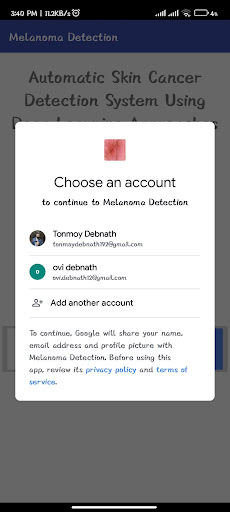 3:40 PM | 11.2KB/s
4%
Melanoma Detection
Automatic Skin Cancer
Detection System Using
Choose an account
to continue to Melanoma Detection
Tonmoy Debnath
tonmoydebnath192@gmail.com
o
ovi debnath
ovi.debnath12@gmail.com
Add another account
To continue, Google will share your name,
email address and profile picture with
Melanoma Detection. Before using this
app, review its privacy policy and terms
of service.